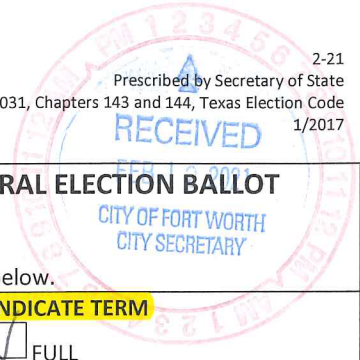 2-21
Prescribed by Secretary of State
031, Chapters 143 and 144, Texas Election Code
1/2017
RECEIVED
RAL ELECTION BALLOT
CITY OF FORT WORTH
CITY SECRETARY
elow.
NDICATE TERM
FULL